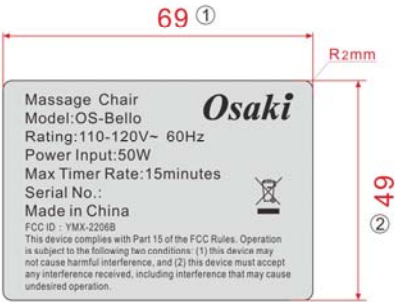 69 ①
R2mm
Massage Chair
Osaki
Model:OS-Bello
Rating:110-120V~ 60Hz
Power Input:50W
Max Timer Rate:15minutes
Serial No.:
Made in China
FCC ID : YMX-2206B
This device complies with Part 15 of the FCC Rules. Operation
is subject to the following two conditions: (1) this device may
not cause harmful interference, and (2) this device must accept
any interference received, including interference that may cause
undesired operation.
49
②